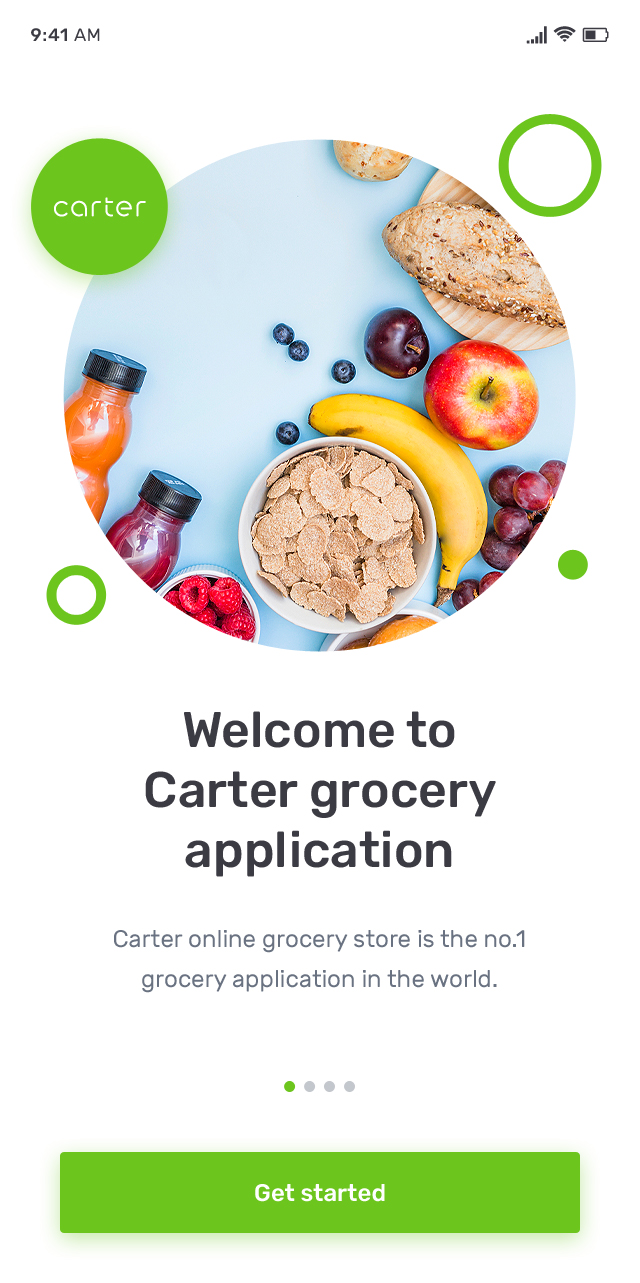 9:41 AM
carter
Welcome to
Carter grocery
application
Carter online grocery store is the no.1
grocery application in the world.
Get started